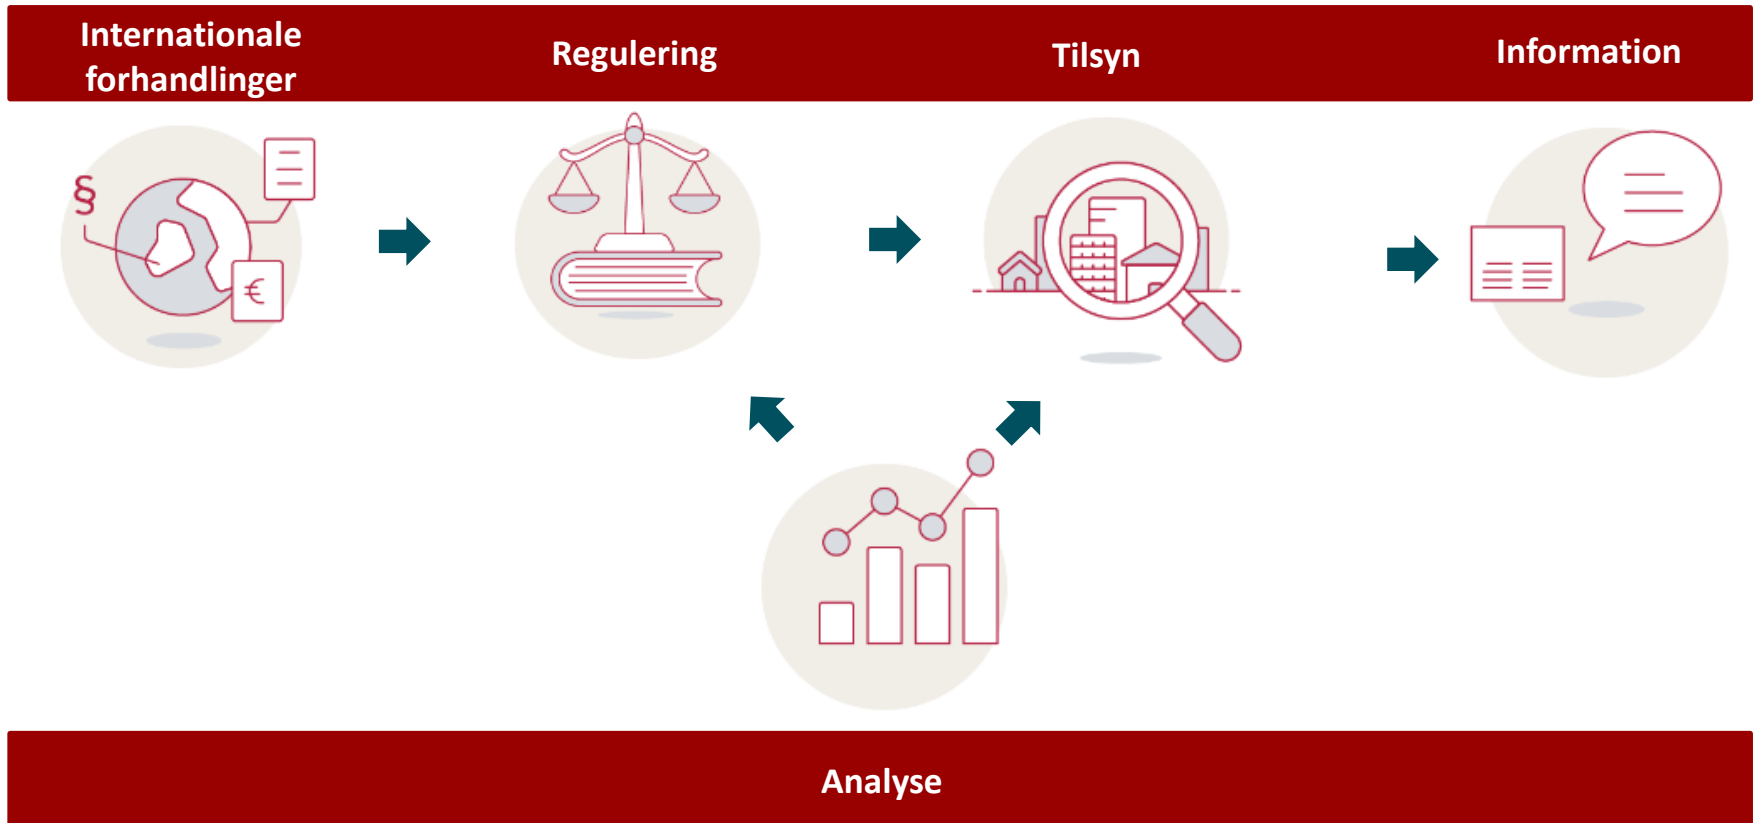 Internationale
forhandlinger
Regulering
Tilsyn
Information
§
€
Analyse